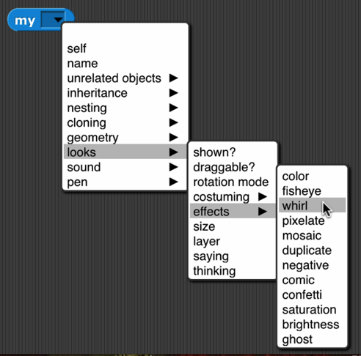 my
self
name
unrelated objects
inheritance
nesting
cloning
geometry
looks
sound
pen
shown?
draggable?
rotation mode
costuming
effects
size
layer
saying
thinking
color
fisheye
whirl
pixelate
mosaic
duplicate
negative
comic
confetti
saturation
brightness
ghost